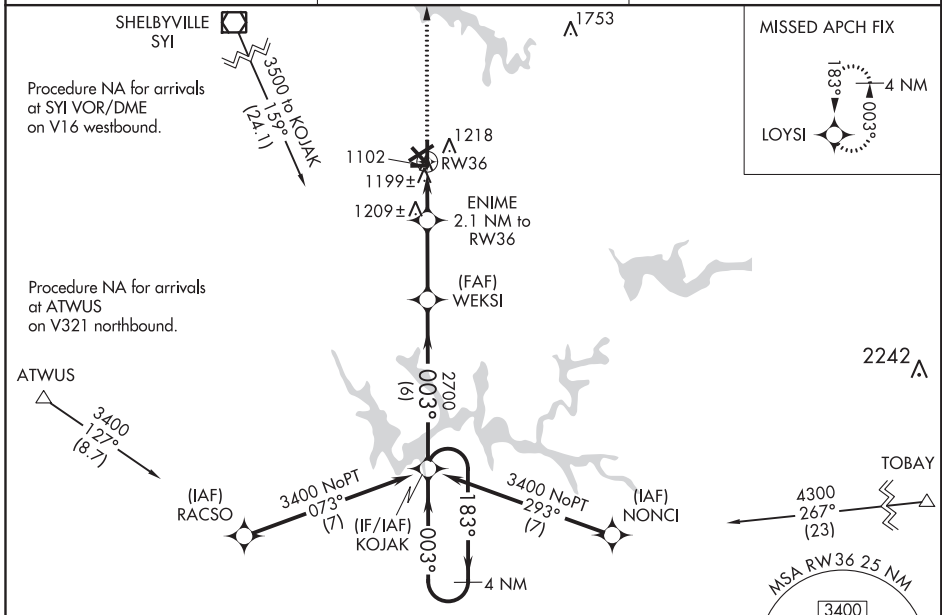 SHELBYVILLE
SYI
1753
MISSED APCH FIX
Procedure NA for arrivals
at SYI VOR/DME
on V16 westbound.
3500 to KOJAK
159°
(24.1)
183°
4 NM
003°
LOYSI
1218
1102
RW36
1199±
1209±
ENIME
2.1 NM to
RW36
(FAF)
WEKSI
Procedure NA for arrivals
at ATWUS
on V321 northbound.
2242
ATWUS
3400
127°
(8.7)
2700
003°
(6)
TOBAY
4300
267°
(23)
(IAF)
RACSO
3400 NoPT
073°
(7)
(IF/IAF)
KOJAK
003°
183°
4 NM
3400 NoPT
293°
(7)
(IAF)
NONCI
MSA RW36 25 NM
3400